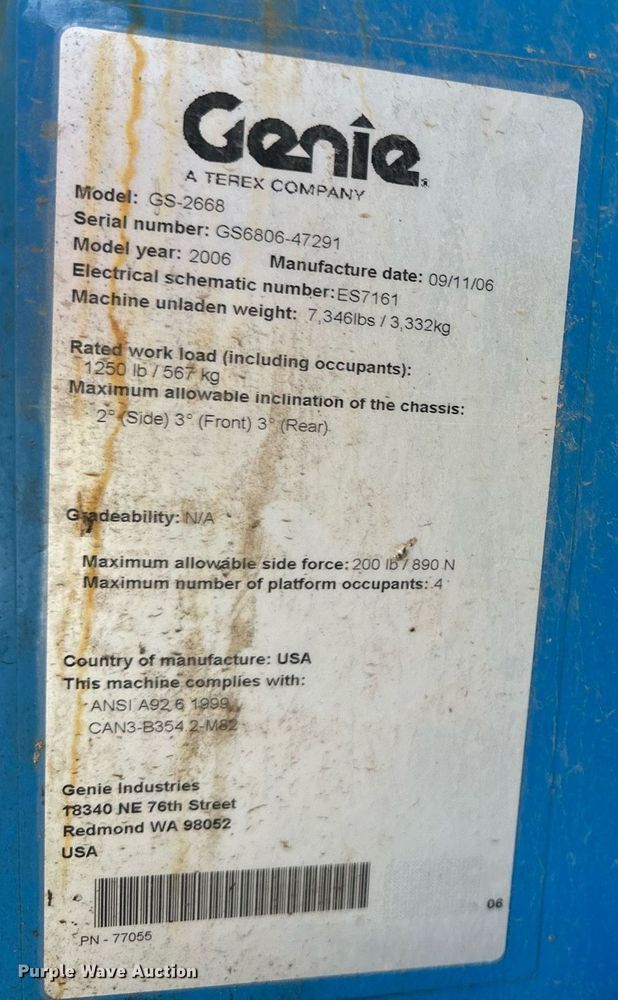 Genie.
A TEREX COMPANY
Model: GS-2668
Serial number: GS6806-47291
Model year: 2006 Manufacture date: 09/11/06
Electrical schematic number: ES7161
Machine unladen weight: 7,346lbs / 3,332kg
Rated work load (including occupants):
1250 lb / 567 kg
Maximum allowable inclination of the chassis:
2° (Side) 3° (Front) 3° (Rear)
Gradeability: N/A
Maximum allowable side force: 200 lb / 890 N
Maximum number of platform occupants: 4
Country of manufacture: USA
This machine complies with:
ANSI A92.6 1999
CAN3-B354.2-M82
Genie Industries
18340 NE 76th Street
Redmond WA 98052
USA
06
PN - 77055
Purple Wave Auction